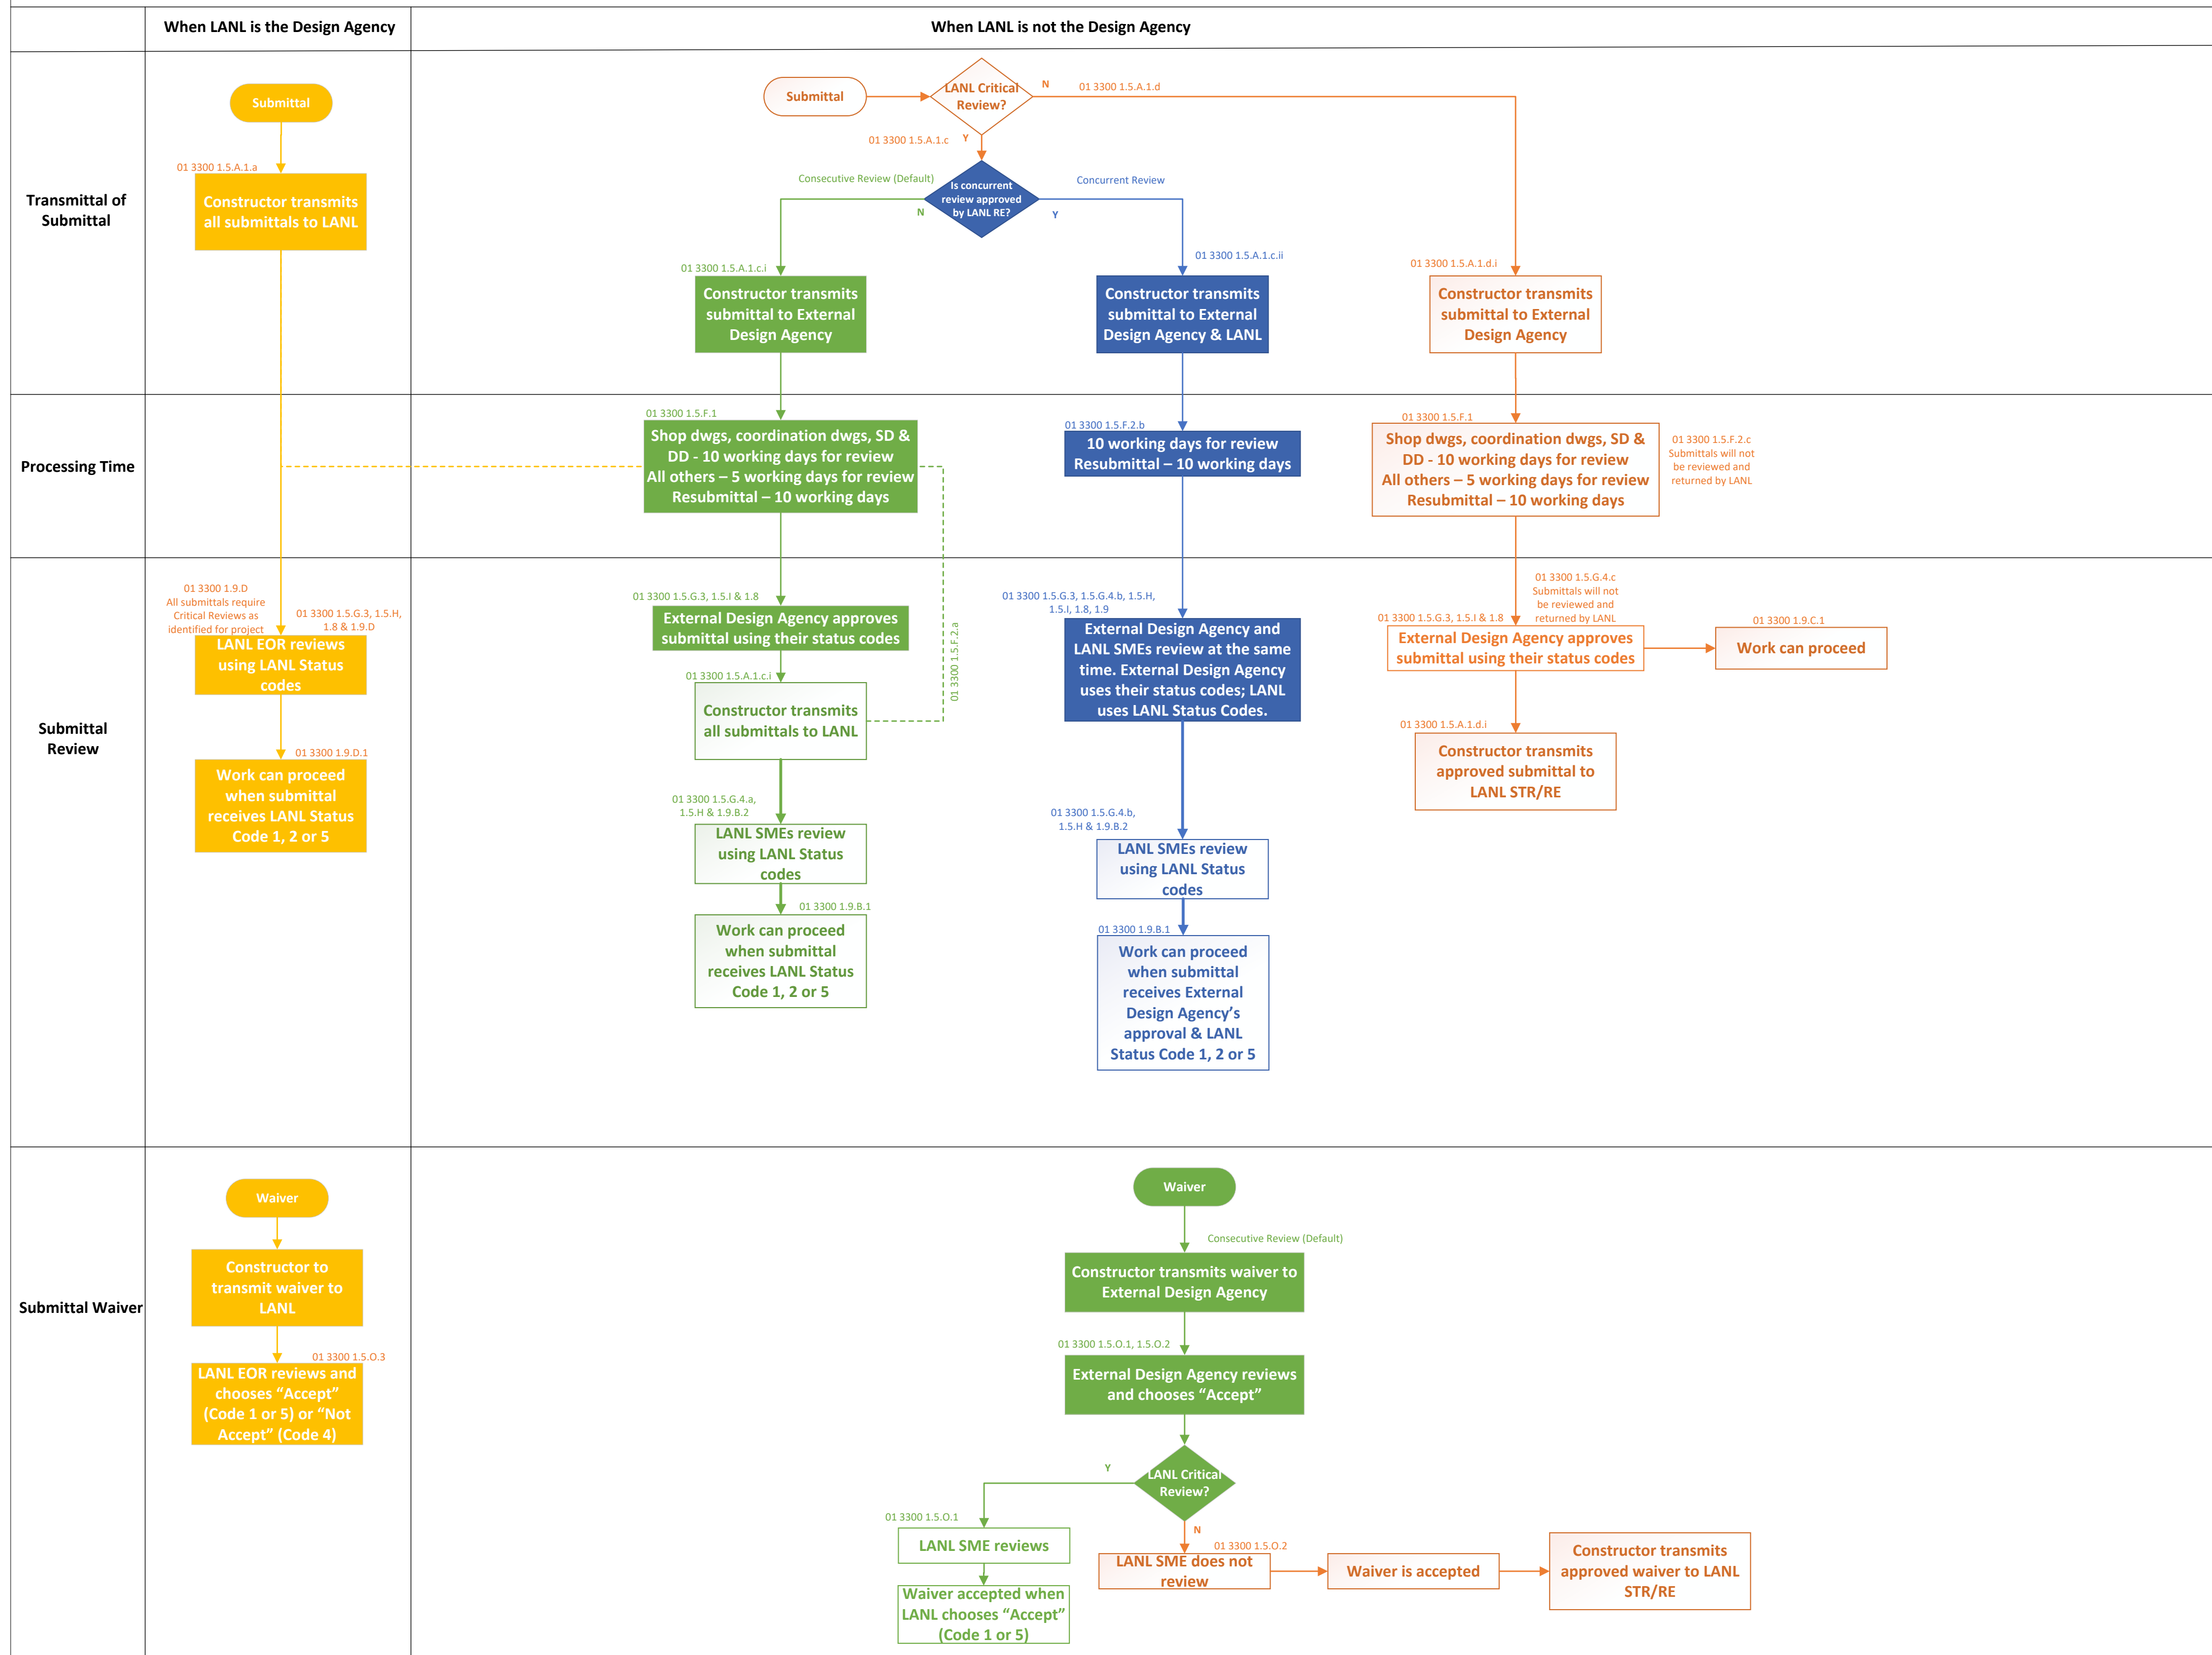 When LANL is the Design Agency
When LANL is not the Design Agency
Transmittal of
Submittal
Submittal
01 3300 1.5.A.1.a
Constructor transmits
all submittals to LANL
Submittal
LANL Critical
Review?
N
01 3300 1.5.A.1.d
01 3300 1.5.A.1.c
Y
Consecutive Review (Default)
Is concurrent
review approved
by LANL RE?
Concurrent Review
N
Y
01 3300 1.5.A.1.c.i
Constructor transmits
submittal to External
Design Agency
01 3300 1.5.A.1.c.ii
Constructor transmits
submittal to External
Design Agency & LANL
01 3300 1.5.A.1.d.i
Constructor transmits
submittal to External
Design Agency
Processing Time
01 3300 1.5.F.1
Shop dwgs, coordination dwgs, SD &
DD - 10 working days for review
All others – 5 working days for review
Resubmittal – 10 working days
01 3300 1.5.F.2.b
10 working days for review
Resubmittal – 10 working days
01 3300 1.5.F.1
Shop dwgs, coordination dwgs, SD &
DD - 10 working days for review
All others – 5 working days for review
Resubmittal – 10 working days
01 3300 1.5.F.2.c
Submittals will not
be reviewed and
returned by LANL
Submittal
Review
01 3300 1.9.D
All submittals require
Critical Reviews as
identified for project
01 3300 1.5.G.3, 1.5.H,
1.8 & 1.9.D
LANL EOR reviews
using LANL Status
codes
01 3300 1.9.D.1
Work can proceed
when submittal
receives LANL Status
Code 1, 2 or 5
01 3300 1.5.G.3, 1.5.I & 1.8
External Design Agency approves
submittal using their status codes
01 3300 1.5.F.2.a
01 3300 1.5.A.1.c.i
Constructor transmits
all submittals to LANL
01 3300 1.5.G.4.a,
1.5.H & 1.9.B.2
LANL SMEs review
using LANL Status
codes
01 3300 1.9.B.1
Work can proceed
when submittal
receives LANL Status
Code 1, 2 or 5
01 3300 1.5.G.3, 1.5.G.4.b, 1.5.H,
1.5.I, 1.8, 1.9
External Design Agency and
LANL SMEs review at the same
time. External Design Agency
uses their status codes; LANL
uses LANL Status Codes.
01 3300 1.5.G.4.b,
1.5.H & 1.9.B.2
LANL SMEs review
using LANL Status
codes
01 3300 1.9.B.1
Work can proceed
when submittal
receives External
Design Agency’s
approval & LANL
Status Code 1, 2 or 5
01 3300 1.5.G.4.c
Submittals will not
be reviewed and
returned by LANL
01 3300 1.5.G.3, 1.5.I & 1.8
External Design Agency approves
submittal using their status codes
01 3300 1.9.C.1
Work can proceed
01 3300 1.5.A.1.d.i
Constructor transmits
approved submittal to
LANL STR/RE
Submittal Waiver
Waiver
Constructor to
transmit waiver to
LANL
01 3300 1.5.O.3
LANL EOR reviews and
chooses “Accept”
(Code 1 or 5) or “Not
Accept” (Code 4)
Waiver
Consecutive Review (Default)
Constructor transmits waiver to
External Design Agency
01 3300 1.5.O.1, 1.5.O.2
External Design Agency reviews
and chooses “Accept”
LANL Critical
Review?
Y
01 3300 1.5.O.1
LANL SME reviews
Waiver accepted when
LANL chooses “Accept”
(Code 1 or 5)
N
01 3300 1.5.O.2
LANL SME does not
review
Waiver is accepted
Constructor transmits
approved waiver to LANL
STR/RE